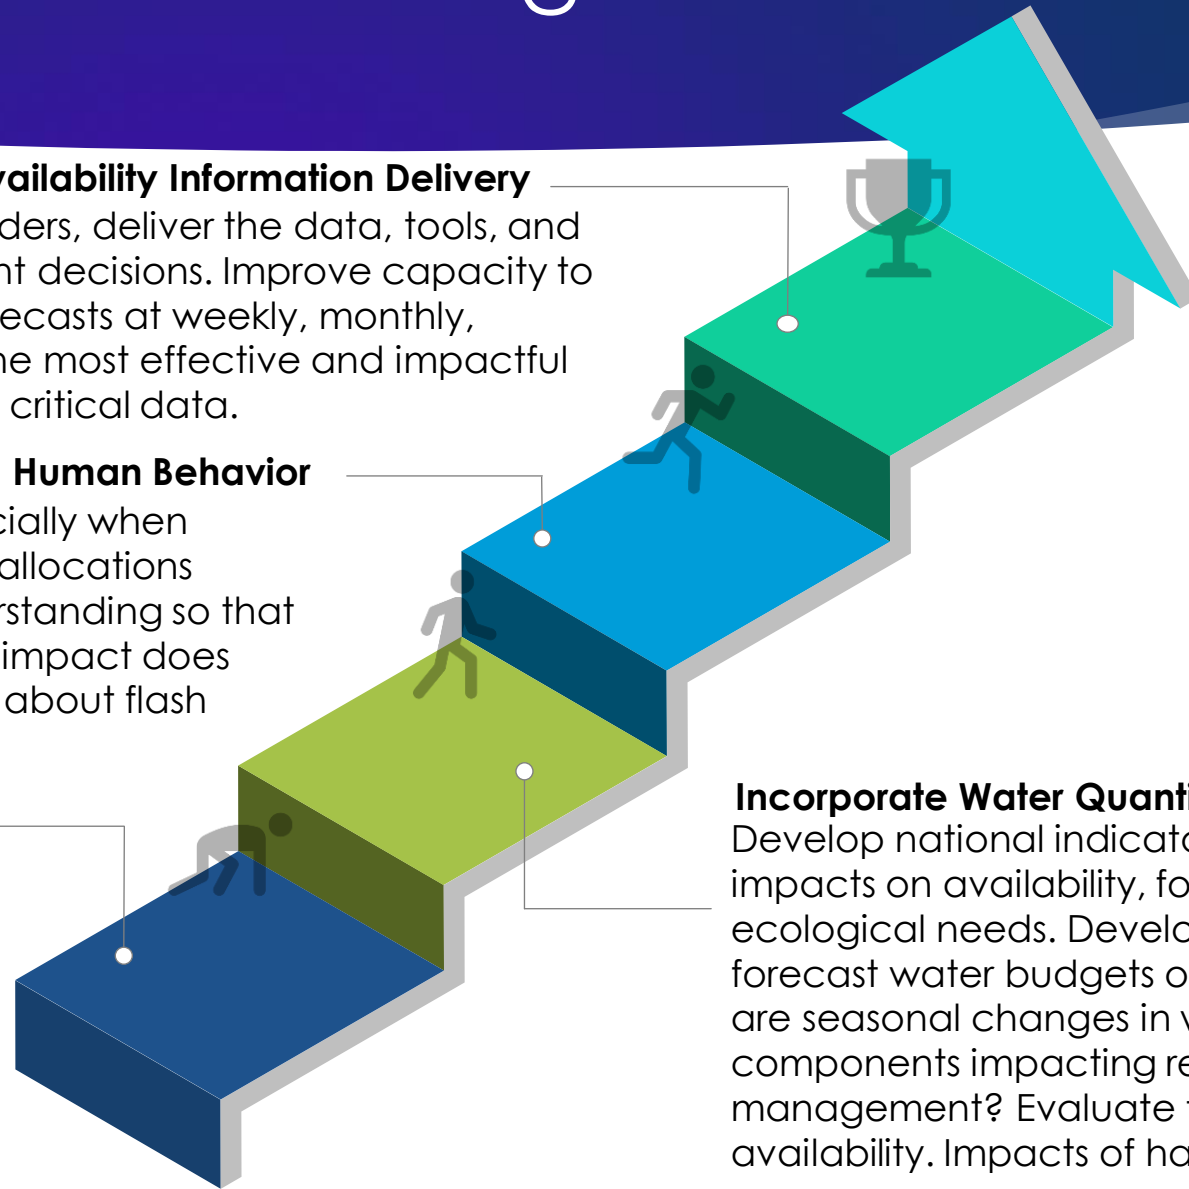 Availability Information Delivery
ders, deliver the data, tools, and
nt decisions. Improve capacity to
ecasts at weekly, monthly,
he most effective and impactful
critical data.
Human Behavior
cially when
allocations
rstanding so that
impact does
about flash
Incorporate Water Quanti
Develop national indicato
impacts on availability, fo
ecological needs. Develo
forecast water budgets o
are seasonal changes in
components impacting re
management? Evaluate
availability. Impacts of ha